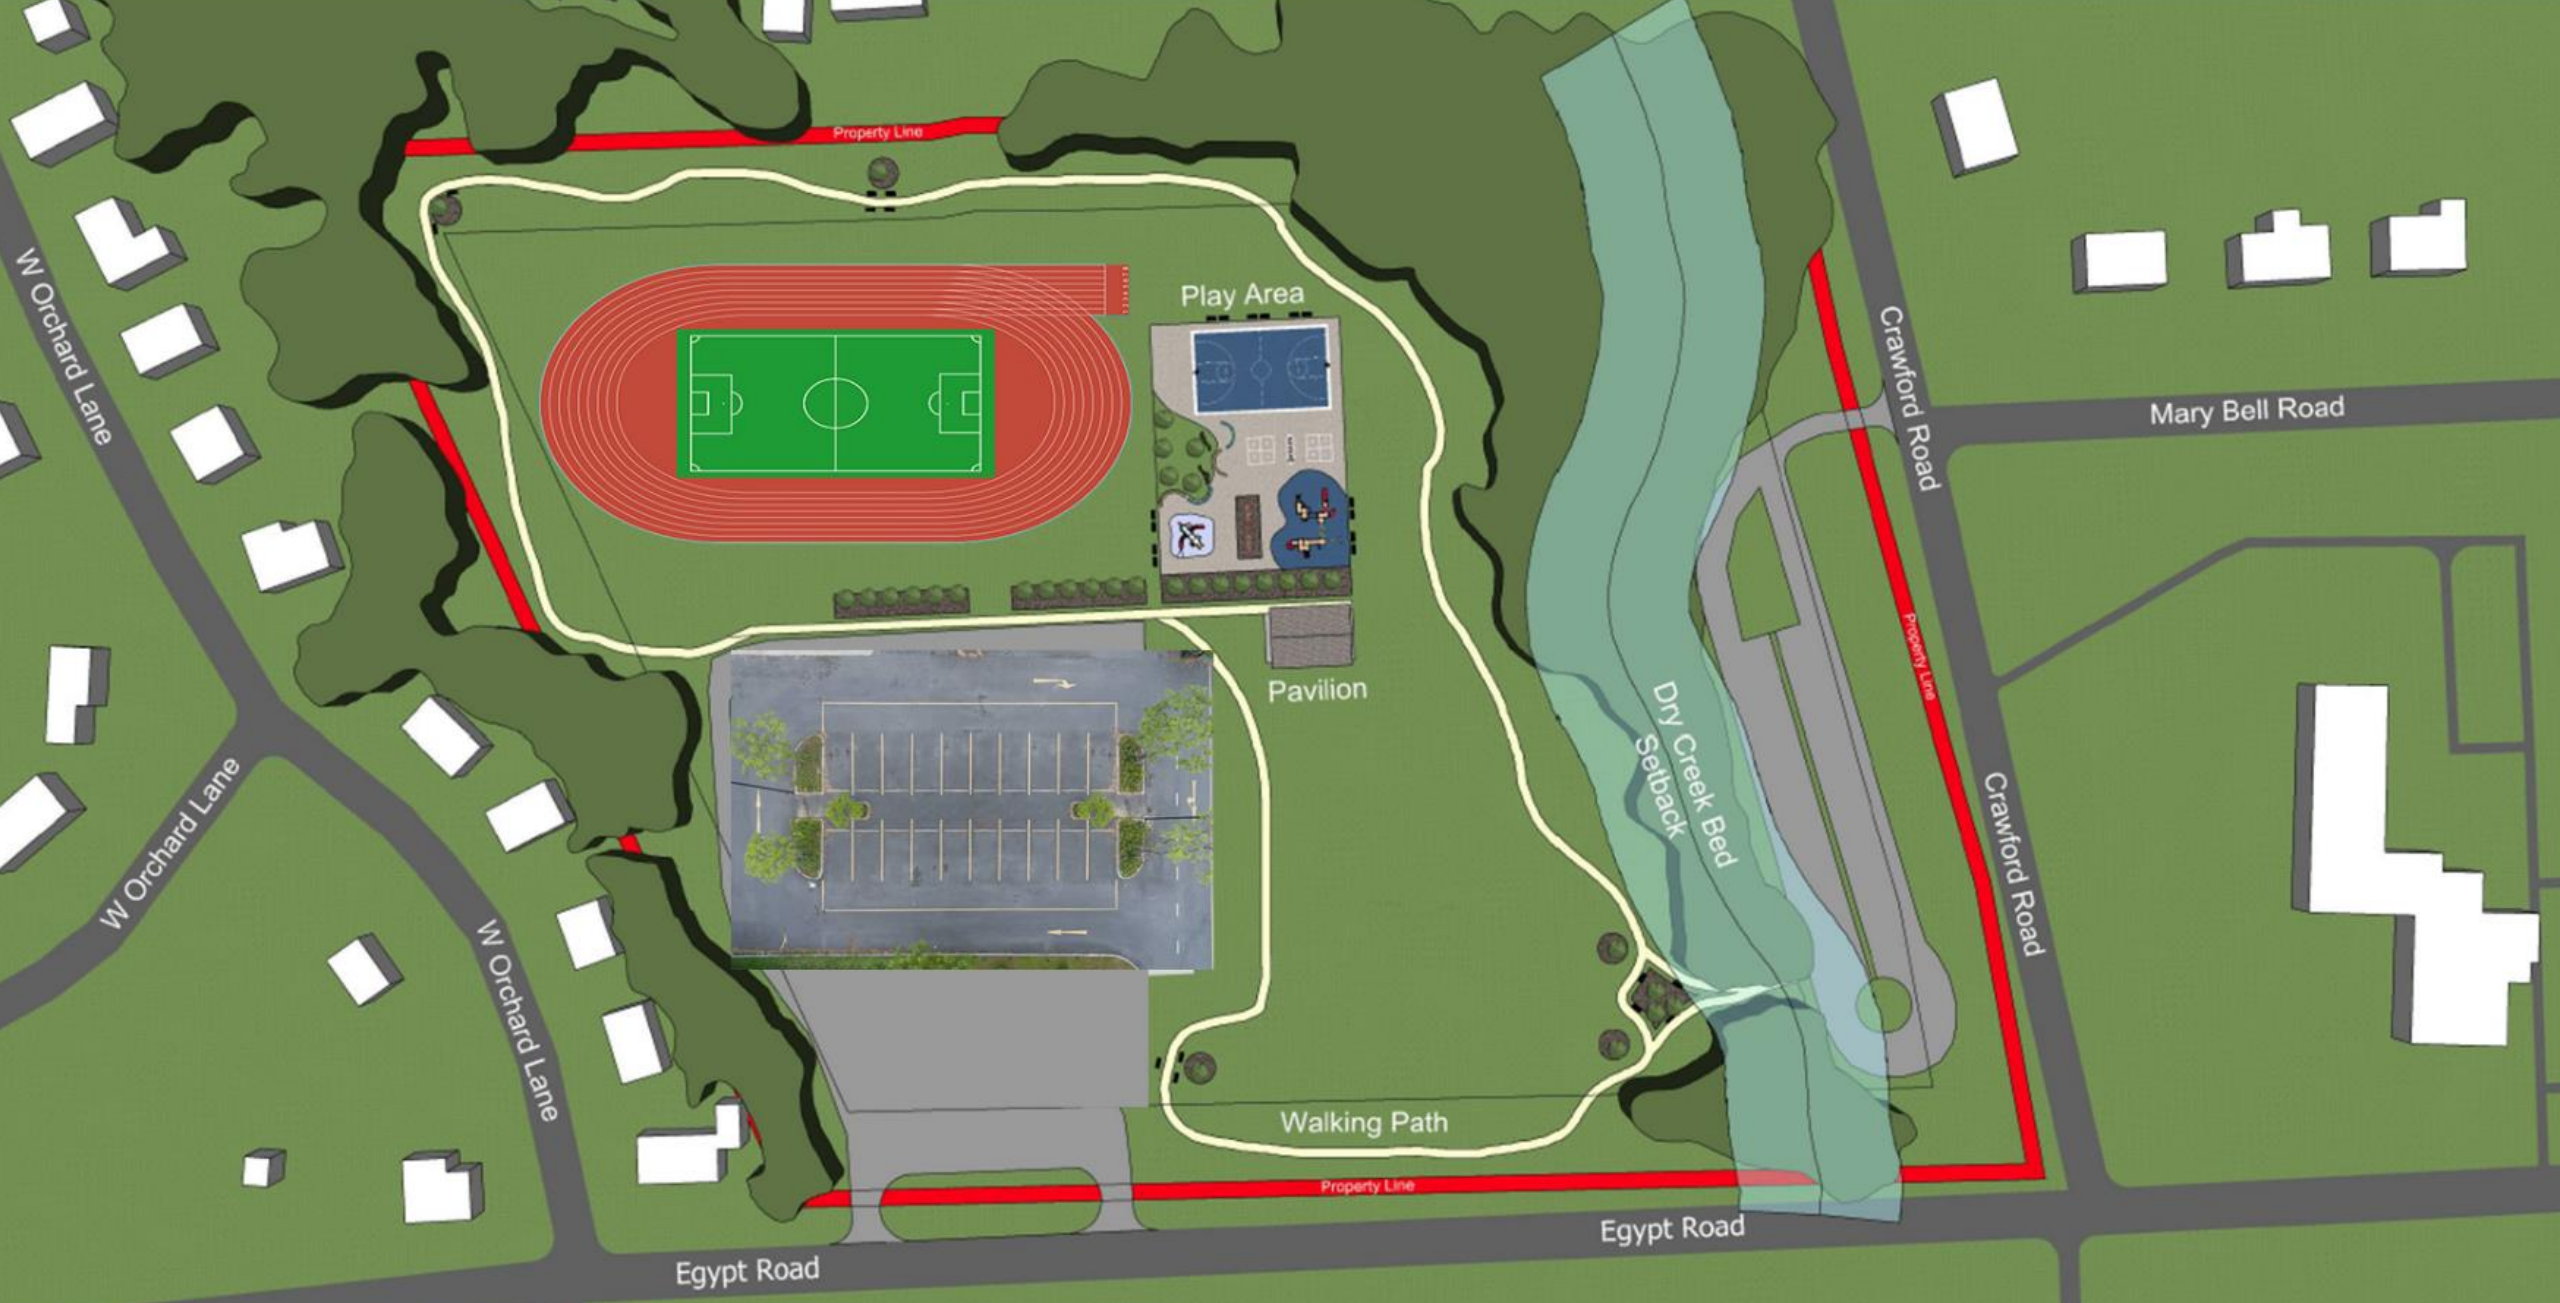 Property Line
W Orchard Lane
Play Area
Crawford Road
Mary Bell Road
Property Line
Pavilion
Dry Creek Bed
Setback
W Orchard Lane
Crawford Road
W Orchard Lane
Walking Path
Property Line
Egypt Road
Egypt Road